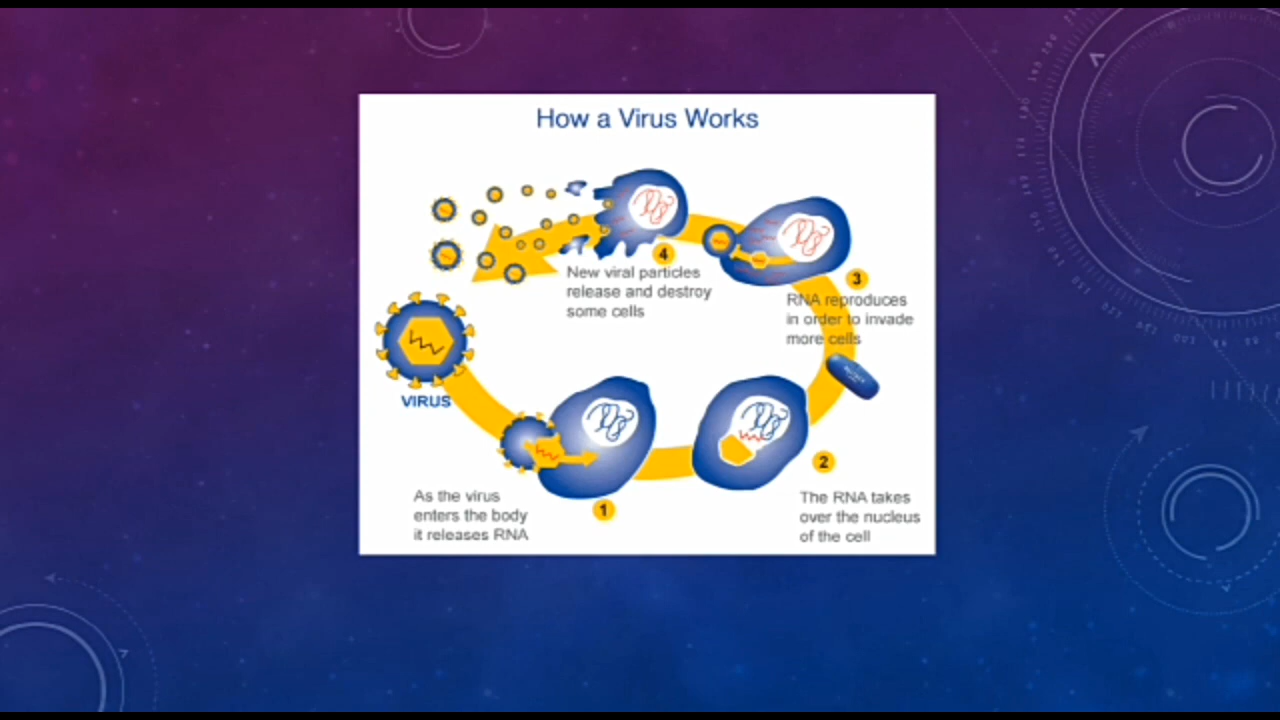 How a Virus Works
VIRUS
1
As the virus
enters the body
it releases RNA
2
The RNA takes
over the nucleus
of the cell
3
RNA reproduces
in order to invade
more cells
4
New viral particles
release and destroy
some cells